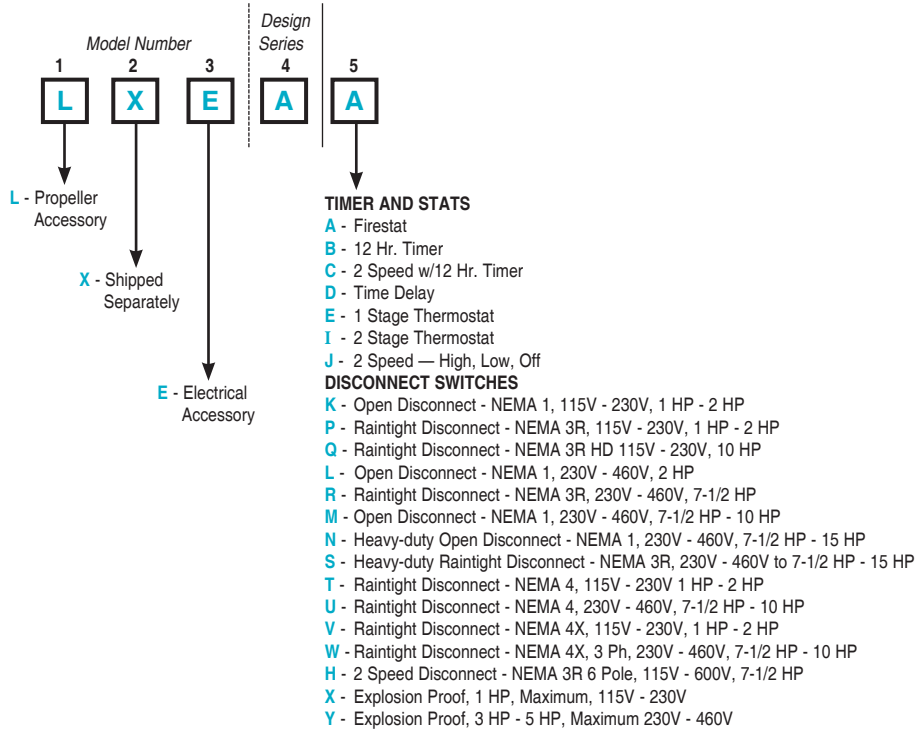 Model Number
Design
Series
1 2 3 4 5
L X E A A
L - Propeller
Accessory
X - Shipped
Separately
E - Electrical
Accessory
TIMER AND STATS
A - Firestat
B - 12 Hr. Timer
C - 2 Speed w/12 Hr. Timer
D - Time Delay
E - 1 Stage Thermostat
I - 2 Stage Thermostat
J - 2 Speed — High, Low, Off
DISCONNECT SWITCHES
K - Open Disconnect - NEMA 1, 115V - 230V, 1 HP - 2 HP
P - Raintight Disconnect - NEMA 3R, 115V - 230V, 1 HP - 2 HP
Q - Raintight Disconnect - NEMA 3R HD 115V - 230V, 10 HP
L - Open Disconnect - NEMA 1, 230V - 460V, 2 HP
R - Raintight Disconnect - NEMA 3R, 230V - 460V, 7-1/2 HP
M - Open Disconnect - NEMA 1, 230V - 460V, 7-1/2 HP - 10 HP
N - Heavy-duty Open Disconnect - NEMA 1, 230V - 460V, 7-1/2 HP - 15 HP
S - Heavy-duty Raintight Disconnect - NEMA 3R, 230V - 460V to 7-1/2 HP - 15 HP
T - Raintight Disconnect - NEMA 4, 115V - 230V 1 HP - 2 HP
U - Raintight Disconnect - NEMA 4, 230V - 460V, 7-1/2 HP - 10 HP
V - Raintight Disconnect - NEMA 4X, 115V - 230V, 1 HP - 2 HP
W - Raintight Disconnect - NEMA 4X, 3 Ph, 230V - 460V, 7-1/2 HP - 10 HP
H - 2 Speed Disconnect - NEMA 3R 6 Pole, 115V - 600V, 7-1/2 HP
X - Explosion Proof, 1 HP, Maximum, 115V - 230V
Y - Explosion Proof, 3 HP - 5 HP, Maximum 230V - 460V